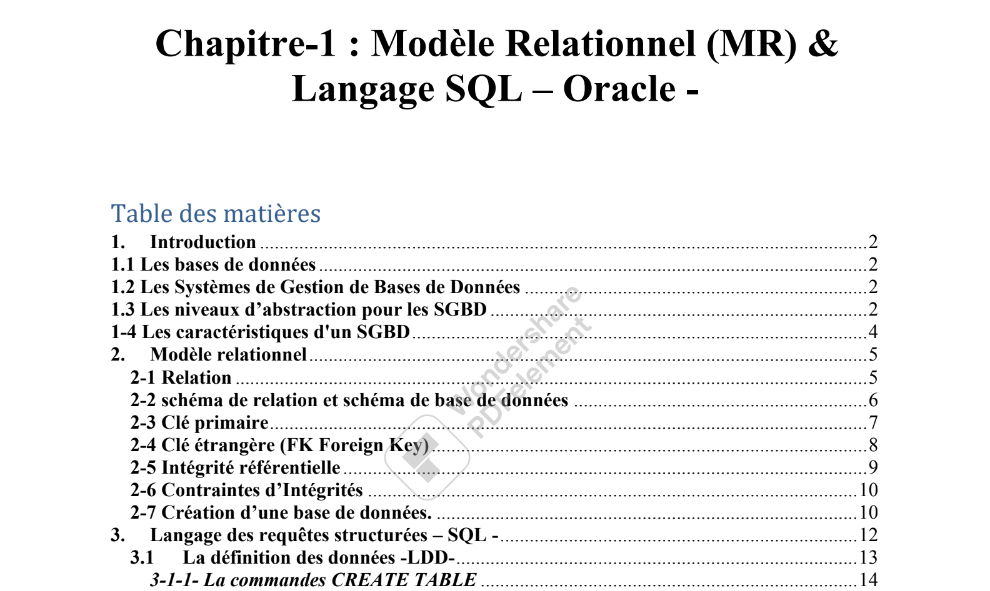 Chapitre-1 : Modèle Relationnel (MR) &
Langage SQL – Oracle -
Table des matières
1. Introduction ........ 2
1.1 Les bases de données ........ 2
1.2 Les Systèmes de Gestion de Bases de Données ........ 2
1.3 Les niveaux d’abstraction pour les SGBD ........ 2
1-4 Les caractéristiques d'un SGBD ........ 4
2. Modèle relationnel ........ 5
2-1 Relation ........ 5
2-2 schéma de relation et schéma de base de données ........ 6
2-3 Clé primaire ........ 7
2-4 Clé étrangère (FK Foreign Key) ........ 8
2-5 Intégrité référentielle ........ 9
2-6 Contraintes d’Intégrités ........ 10
2-7 Création d’une base de données. ........ 10
3. Langage des requêtes structurées – SQL - ........ 12
3.1 La définition des données -LDD- ........ 13
3-1-1- La commandes CREATE TABLE ........ 14
Wondershare
PDFelement